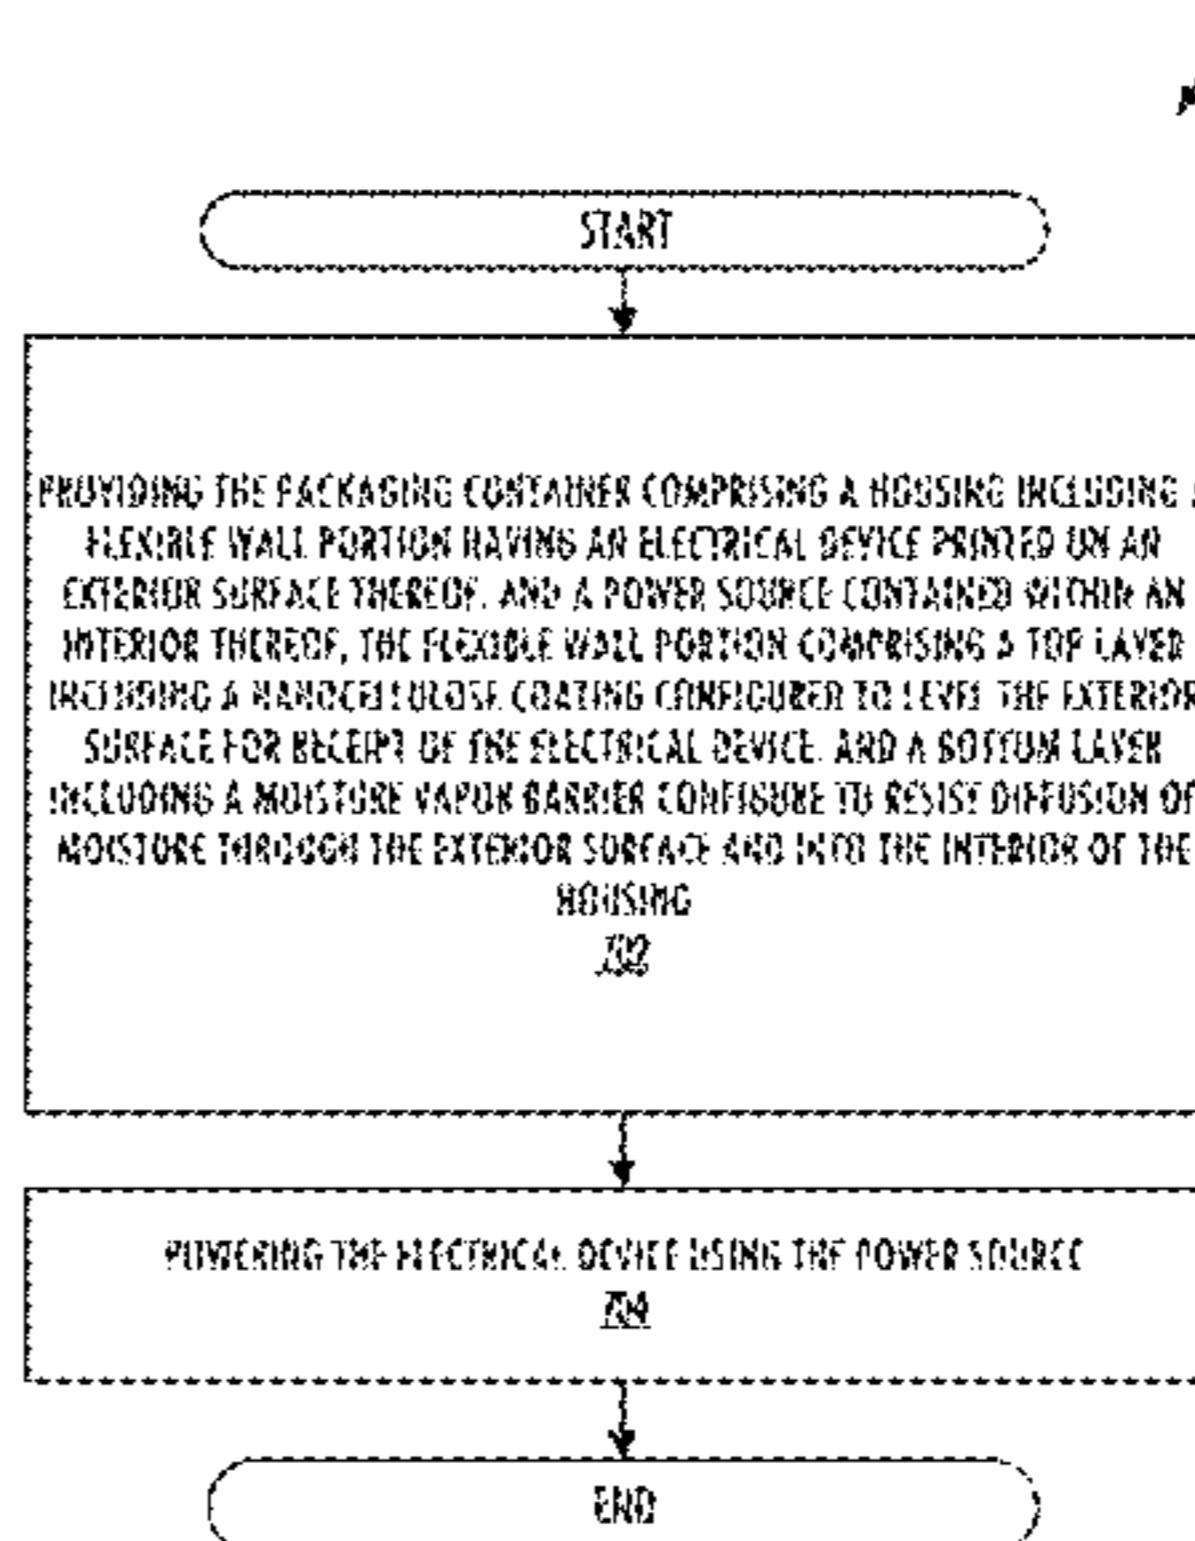 START
PROVIDING THE PACKAGING CONTAINER COMPRISING A HOUSING INCLUDING
FLEXIBLE WALL PORTION HAVING AN ELECTRICAL DEVICE PRINTED ON AN
EXTERIOR SURFACE THEREOF, AND A POWER SOURCE CONTAINED WITHIN AN
INTERIOR THEREOF, THE FLEXIBLE WALL PORTION COMPRISING A TOP LAYER
INCLUDING A NANOCELLULOSE COATING CONFIGURED TO LEVEL THE EXTERIOR
SURFACE FOR RECEIPT OF THE ELECTRICAL DEVICE, AND A BOTTOM LAYER
INCLUDING A MOISTURE VAPOR BARRIER CONFIGURE TO RESIST DIFFUSION OF
MOISTURE THROUGH THE EXTERIOR SURFACE AND INTO THE INTERIOR OF THE
HOUSING
702
POWERING THE ELECTRICAL DEVICE USING THE POWER SOURCE
704
END